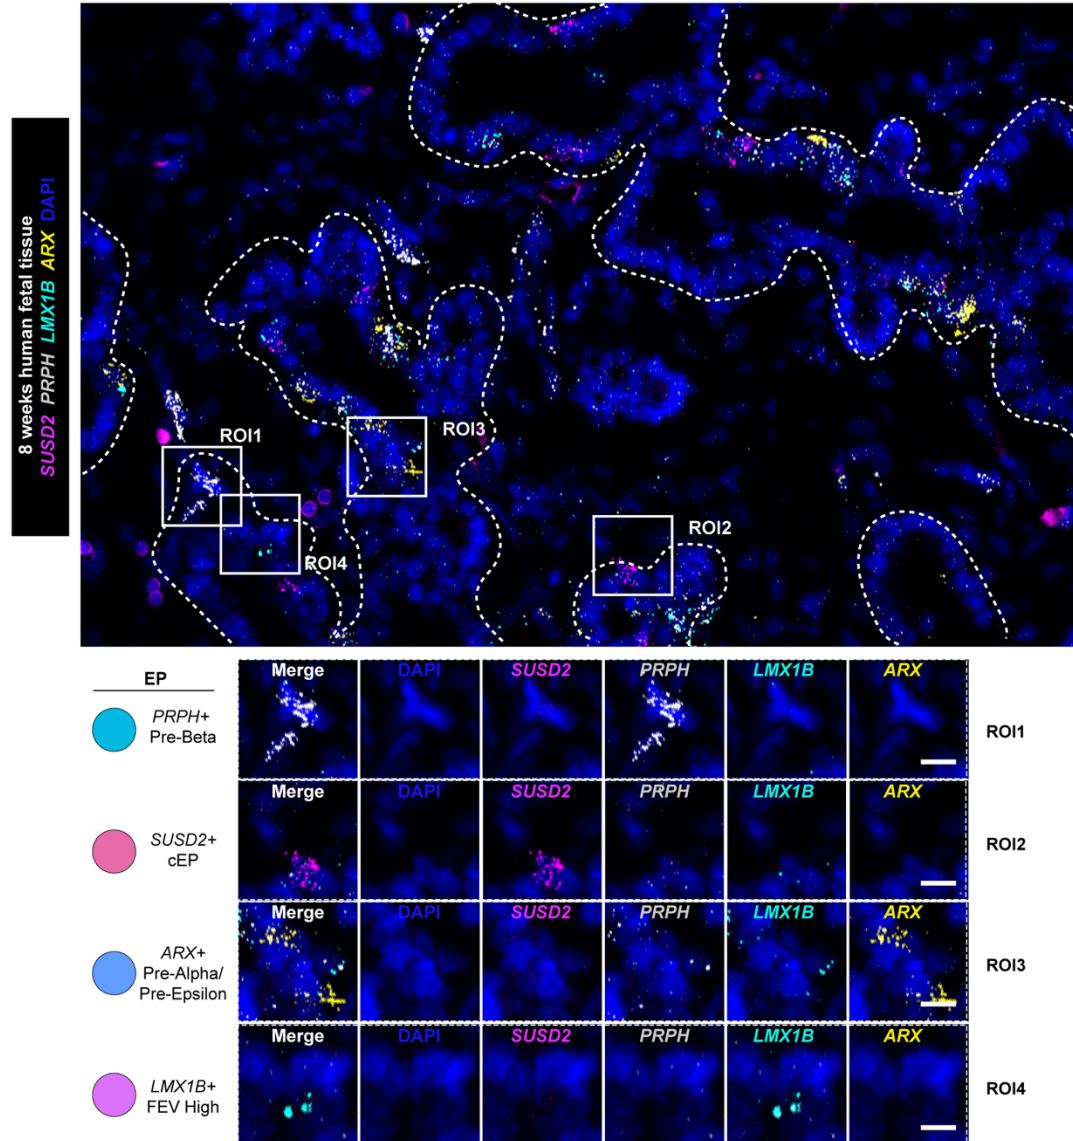 8 weeks human fetal tissue
SUSD2 PRPH LMX1B ARX DAPI
ROI1
ROI3
ROI4
ROI2
EP
PRPH+
Pre-Beta
Merge DAPI SUSD2 PRPH LMX1B ARX
ROI1
SUSD2+
cEP
Merge DAPI SUSD2 PRPH LMX1B ARX
ROI2
ARX+
Pre-Alpha/
Pre-Epsilon
Merge DAPI SUSD2 PRPH LMX1B ARX
ROI3
LMX1B+
FEV High
Merge DAPI SUSD2 PRPH LMX1B ARX
ROI4